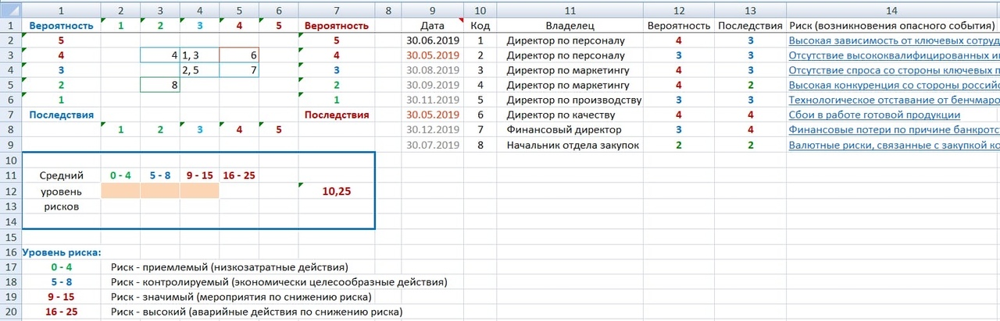 1 2 3 4 5 6 7 8 9 10 11 12 13 14
1 Вероятность 1 2 3 4 5 Вероятность Дата Код Владелец Вероятность Последствия Риск (возникновения опасного события)
2 5 5 30.06.2019 1 Директор по персоналу 4 3 Высокая зависимость от ключевых сотруд
3 4 4 1, 3 6 4 30.05.2019 2 Директор по персоналу 3 3 Отсутствие высококвалифицированных
4 3 2, 5 7 3 30.08.2019 3 Директор по маркетингу 4 3 Отсутствие спроса со стороны ключевых
5 2 8 2 30.09.2019 4 Директор по маркетингу 4 2 Высокая конкуренция со стороны россий
6 1 1 30.11.2019 5 Директор по производству 3 3 Технологическое отставание от бенчмаро
7 Последствия Последствия 30.05.2019 6 Директор по качеству 4 4 Сбои в работе готовой продукции
8 1 2 3 4 5 30.12.2019 7 Финансовый директор 3 4 Финансовые потери по причине банкротс
9 30.07.2019 8 Начальник отдела закупок 2 2 Валютные риски, связанные с закупкой ко
10
11 Средний 0 - 4 5 - 8 9 - 15 16 - 25
12 уровень 10,25
13 рисков
14
15
16 Уровень риска:
17 0 - 4 Риск - приемлемый (низкозатратные действия)
18 5 - 8 Риск - контролируемый (экономически целесообразные действия)
19 9 - 15 Риск - значимый (мероприятия по снижению риска)
20 16 - 25 Риск - высокий (аварийные действия по снижению риска)